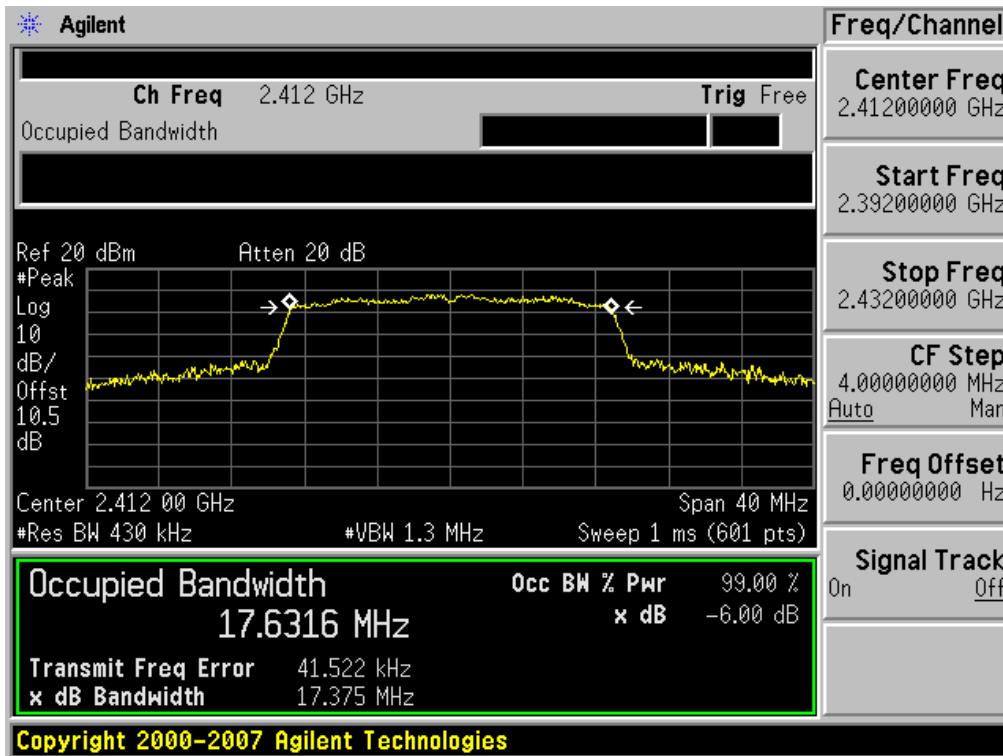 Agilent
Freq/Channel
Ch Freq 2.412 GHz Trig Free
Occupied Bandwidth
Center Freq
2.41200000 GHz
Start Freq
2.39200000 GHz
Stop Freq
2.43200000 GHz
CF Step
4.00000000 MHz
Auto Man
Freq Offset
0.00000000 Hz
Signal Track
On Off
Ref 20 dBm Atten 20 dB
#Peak
Log
10
dB/
Offst
10.5
dB
Center 2.412 00 GHz Span 40 MHz
#Res BW 430 kHz #VBW 1.3 MHz Sweep 1 ms (601 pts)
Occupied Bandwidth Occ BW % Pwr 99.00 %
17.6316 MHz x dB -6.00 dB
Transmit Freq Error 41.522 kHz
x dB Bandwidth 17.375 MHz
Copyright 2000-2007 Agilent Technologies